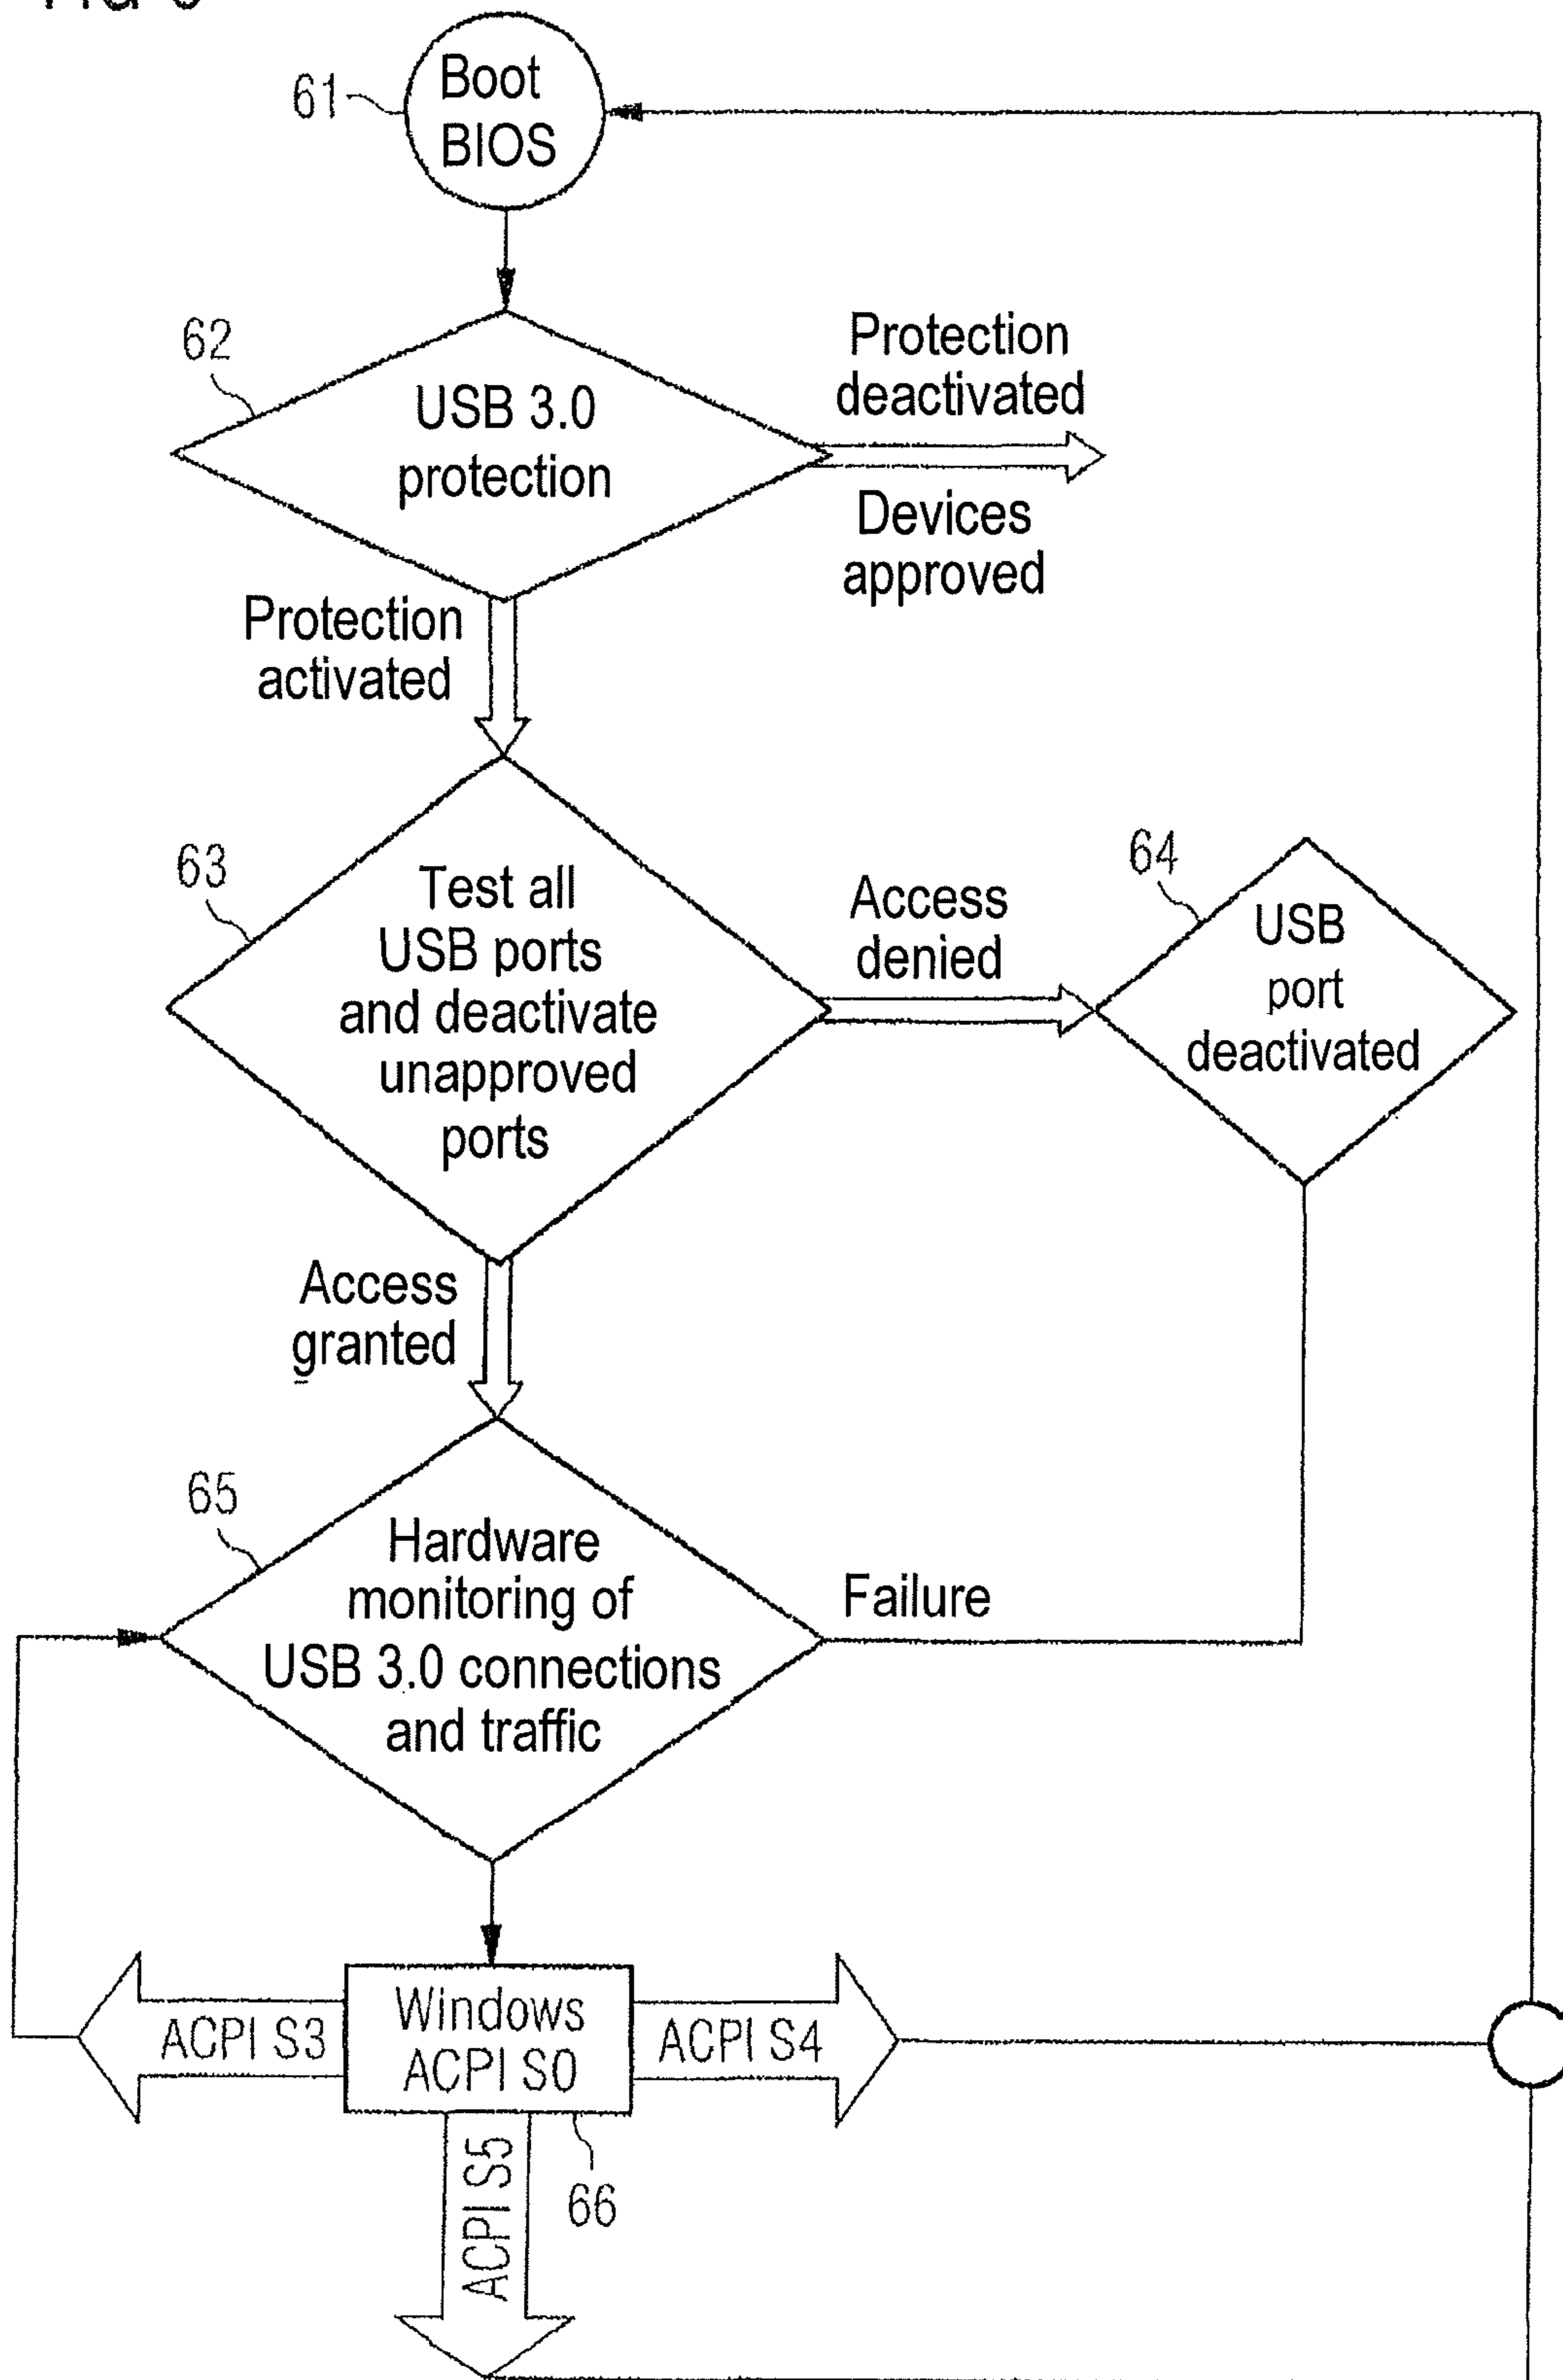 61
Boot
BIOS
62
USB 3.0
protection
Protection
deactivated
Devices
approved
Protection
activated
63
Test all
USB ports
and deactivate
unapproved
ports
Access
denied
64
USB
port
deactivated
Access
granted
65
Hardware
monitoring of
USB 3.0 connections
and traffic
Failure
ACPI S3
Windows
ACPI S0
ACPI S4
ACPI S5
66